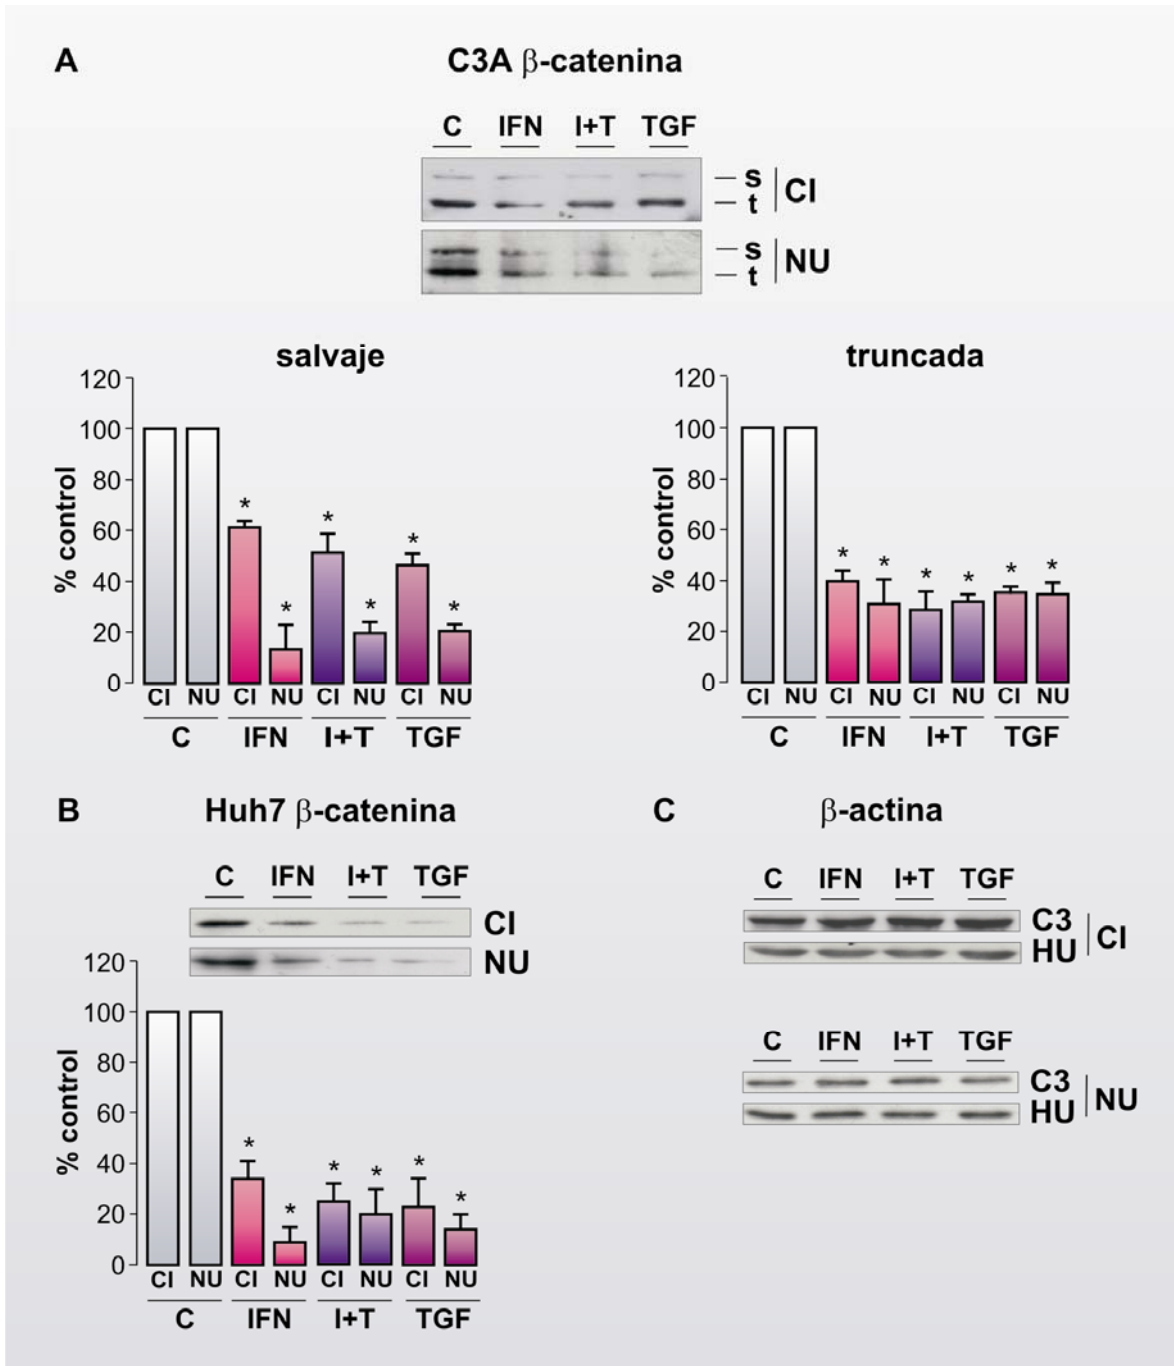 A
C3A β-catenina
C IFN I+T TGF
s
t
CI
s
t
NU
salvaje
120
100
80
60
40
20
0
% control
* * * * * *
CI NU CI NU CI NU CI NU
C IFN I+T TGF
truncada
120
100
80
60
40
20
0
% control
* * * * * *
CI NU CI NU CI NU CI NU
C IFN I+T TGF
B
Huh7 β-catenina
C IFN I+T TGF
CI
NU
120
100
80
60
40
20
0
% control
* * * * * *
CI NU CI NU CI NU CI NU
C IFN I+T TGF
C
β-actina
C IFN I+T TGF
C3
HU
CI
C IFN I+T TGF
C3
HU
NU